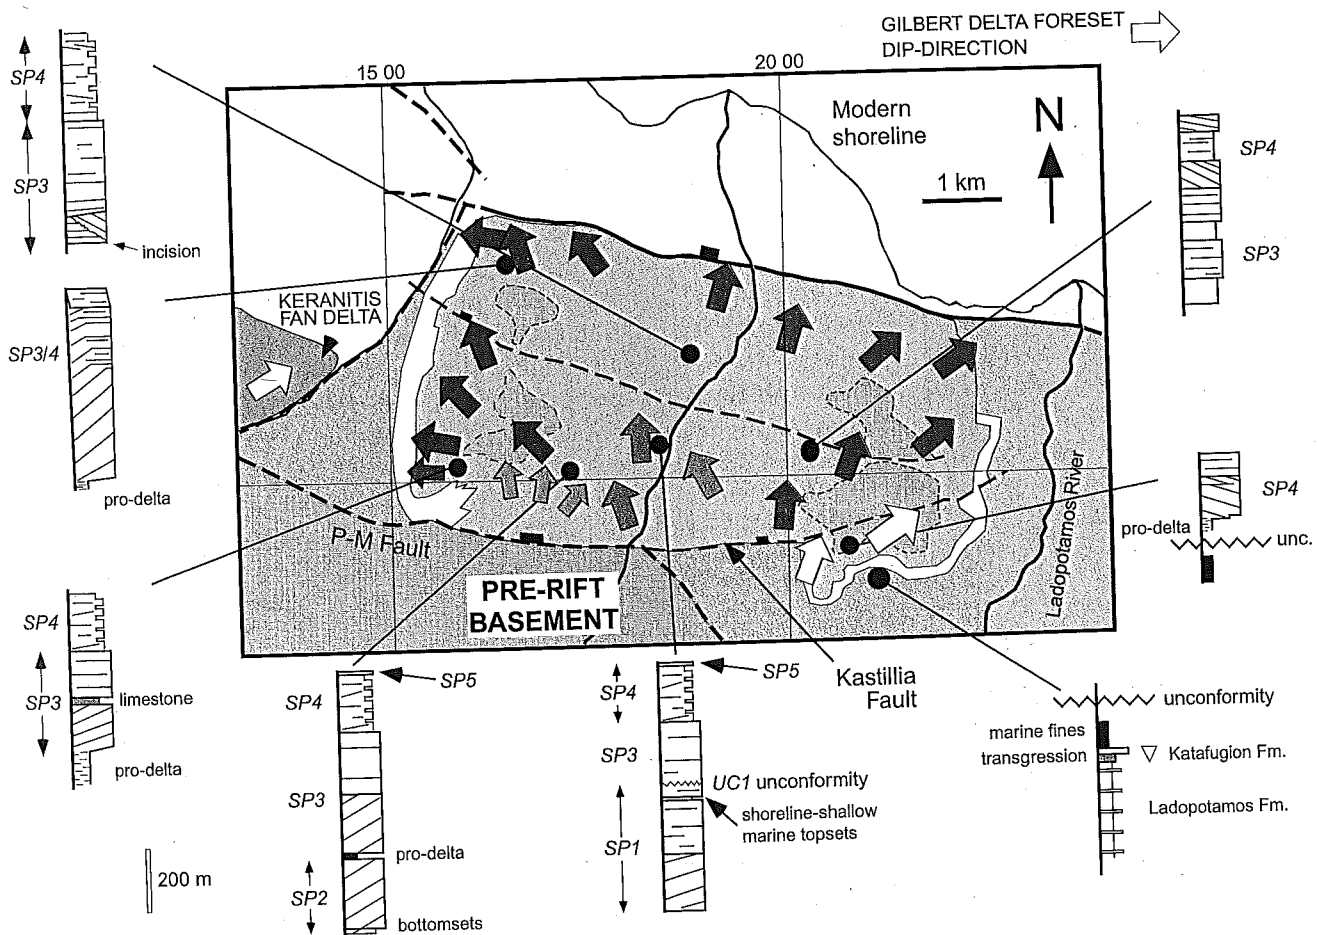 GILBERT DELTA FORESET
DIP-DIRECTION
15 00
20 00
Modern
shoreline
N
1 km
SP4
SP3
incision
SP4
SP3
KERANITIS
FAN DELTA
SP3/4
pro-delta
P-M Fault
PRE-RIFT
BASEMENT
Ladopotamos River
SP4
pro-delta
unc.
SP4
SP3
limestone
pro-delta
SP5
SP4
SP3
pro-delta
SP2
bottomsets
SP5
SP4
SP3
UC1 unconformity
shoreline-shallow
marine topsets
SP1
Kastillia
Fault
unconformity
marine fines
transgression
Katafugion Fm.
Ladopotamos Fm.
200 m